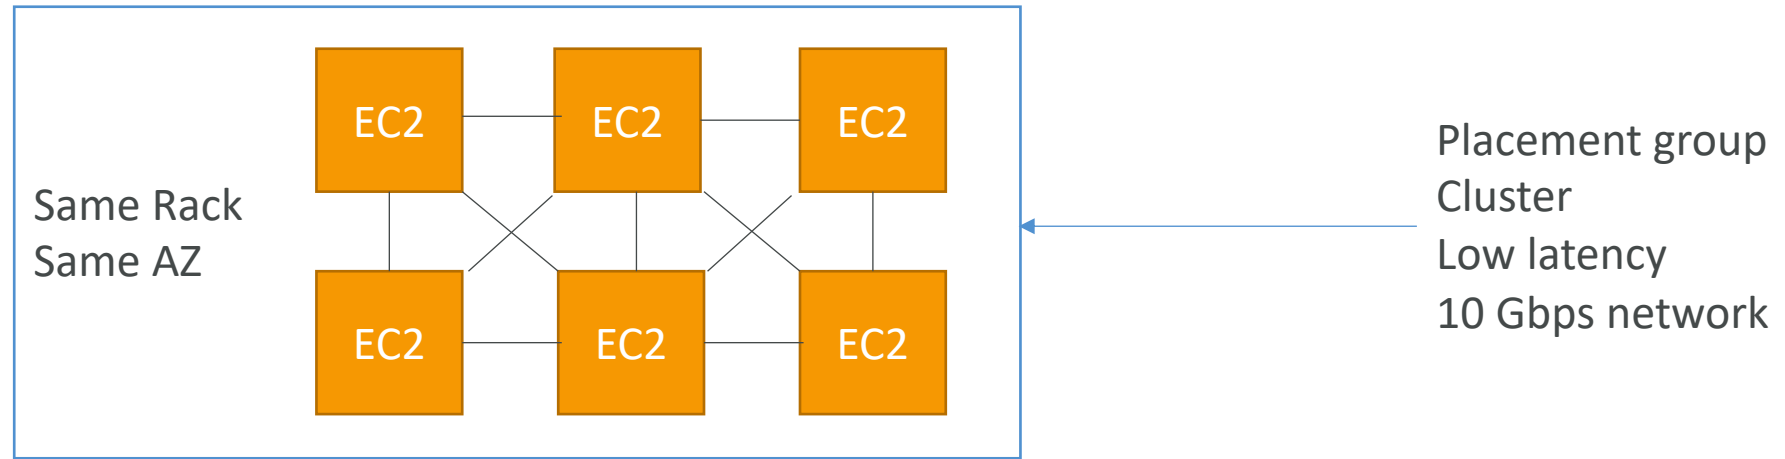 Same Rack
Same AZ
EC2
EC2
EC2
EC2
EC2
EC2
Placement group
Cluster
Low latency
10 Gbps network